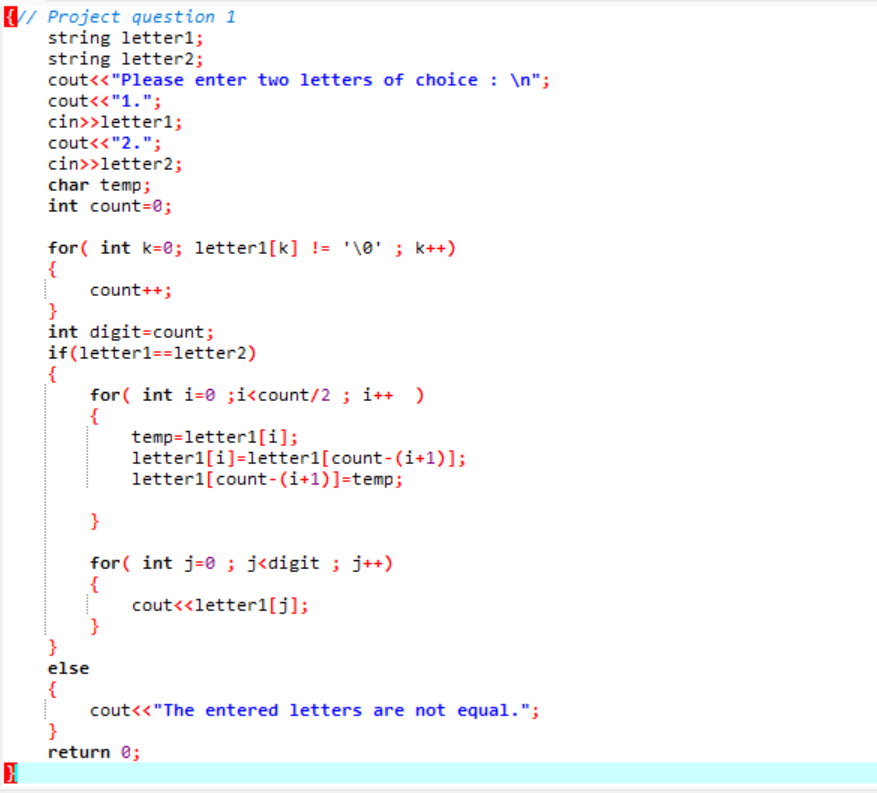 {// Project question 1
string letter1;
string letter2;
cout<<"Please enter two letters of choice : \n";
cout<<"1.";
cin>>letter1;
cout<<"2.";
cin>>letter2;
char temp;
int count=0;
for( int k=0; letter1[k] != '\0' ; k++)
{
count++;
}
int digit=count;
if(letter1==letter2)
{
for( int i=0 ;i<count/2 ; i++  )
{
temp=letter1[i];
letter1[i]=letter1[count-(i+1)];
letter1[count-(i+1)]=temp;
}
for( int j=0 ; j<digit ; j++)
{
cout<<letter1[j];
}
}
else
{
cout<<"The entered letters are not equal.";
}
return 0;
}